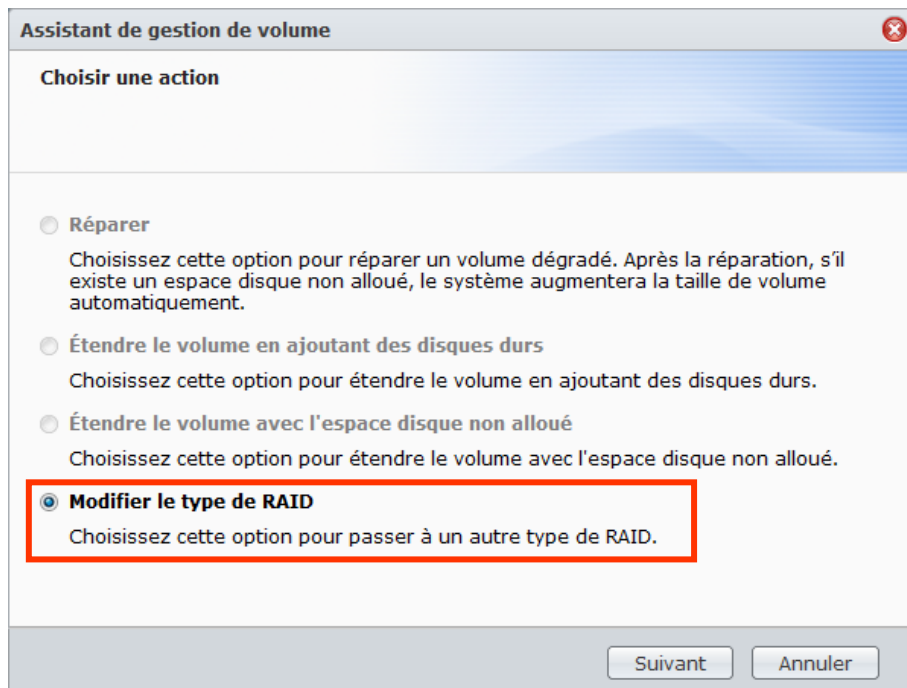 Assistant de gestion de volume
Choisir une action
Réparer
Choisissez cette option pour réparer un volume dégradé. Après la réparation, s'il
existe un espace disque non alloué, le système augmentera la taille de volume
automatiquement.
Étendre le volume en ajoutant des disques durs
Choisissez cette option pour étendre le volume en ajoutant des disques durs.
Étendre le volume avec l'espace disque non alloué
Choisissez cette option pour étendre le volume avec l'espace disque non alloué.
Modifier le type de RAID
Choisissez cette option pour passer à un autre type de RAID.
Suivant Annuler